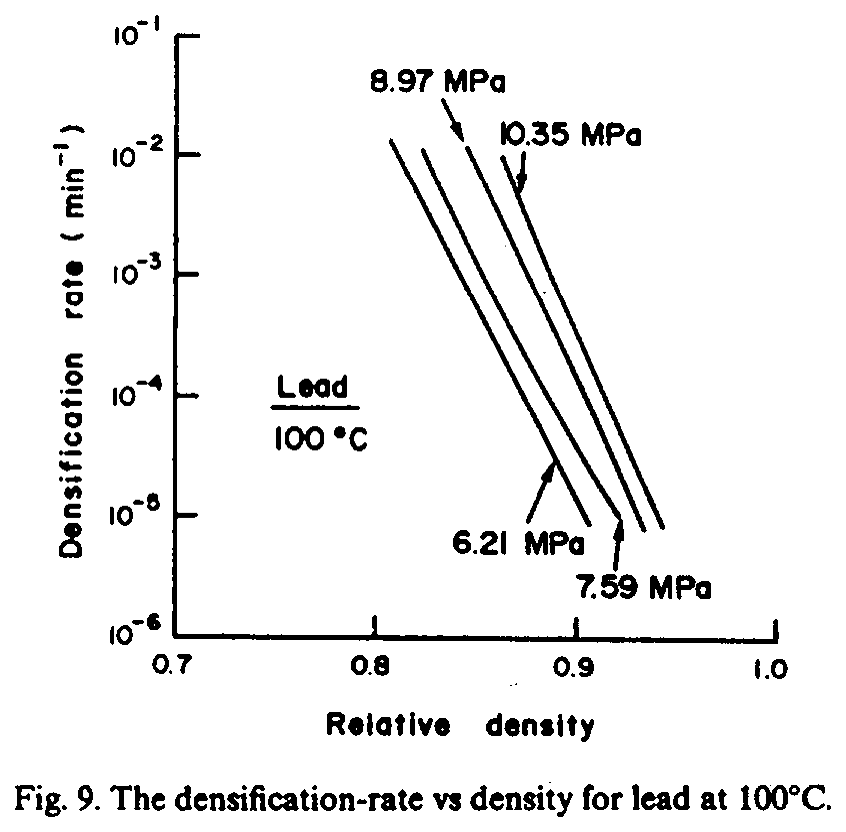 10⁻¹
8.97 MPa
10.35 MPa
10⁻²
10⁻³
10⁻⁴
10⁻⁵
10⁻⁶
Densification rate ( min⁻¹ )
Lead
100 °C
6.21 MPa
7.59 MPa
0.7 0.8 0.9 1.0
Relative density
Fig. 9. The densification-rate vs density for lead at 100°C.